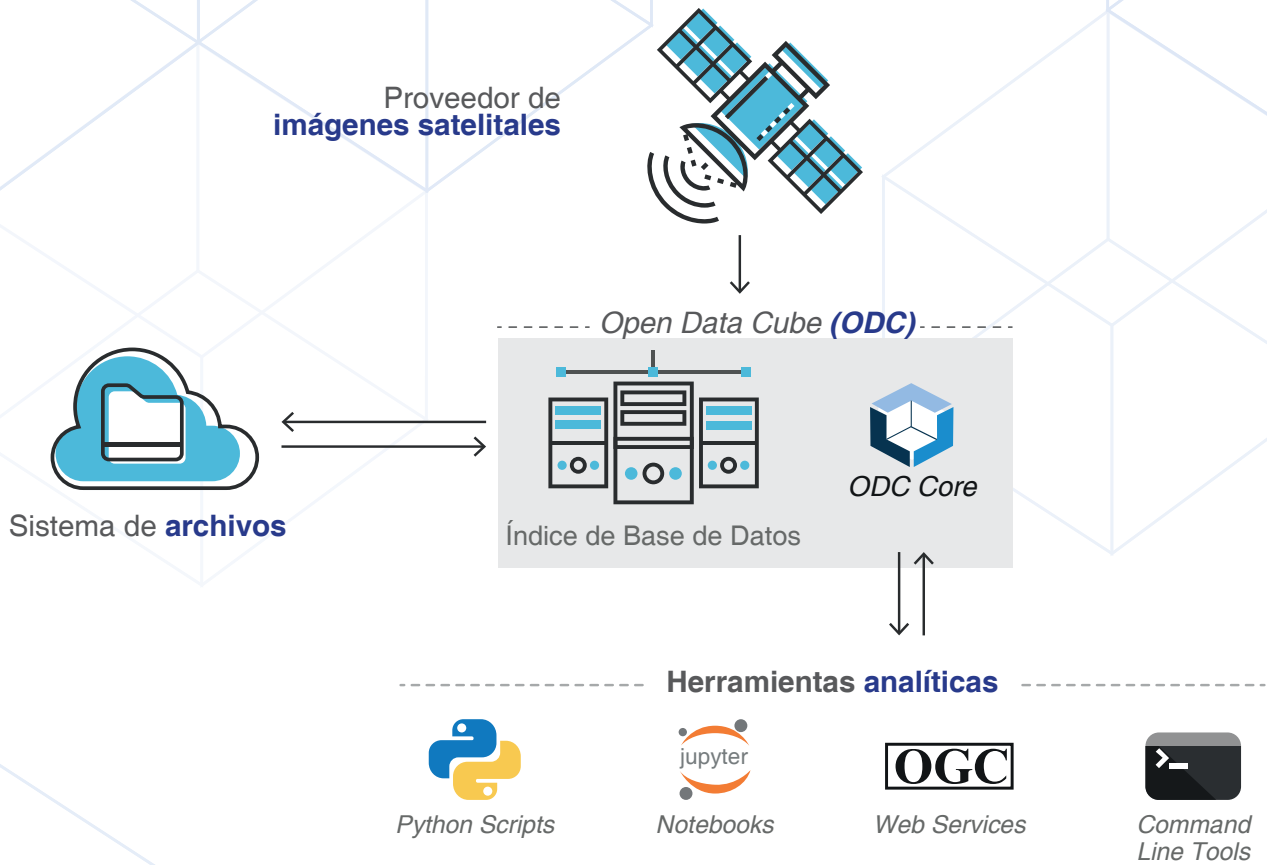 Proveedor de
imágenes satelitales
Open Data Cube (ODC)
ODC Core
Índice de Base de Datos
Sistema de archivos
Herramientas analíticas
jupyter
OGC
>_
Python Scripts
Notebooks
Web Services
Command
Line Tools